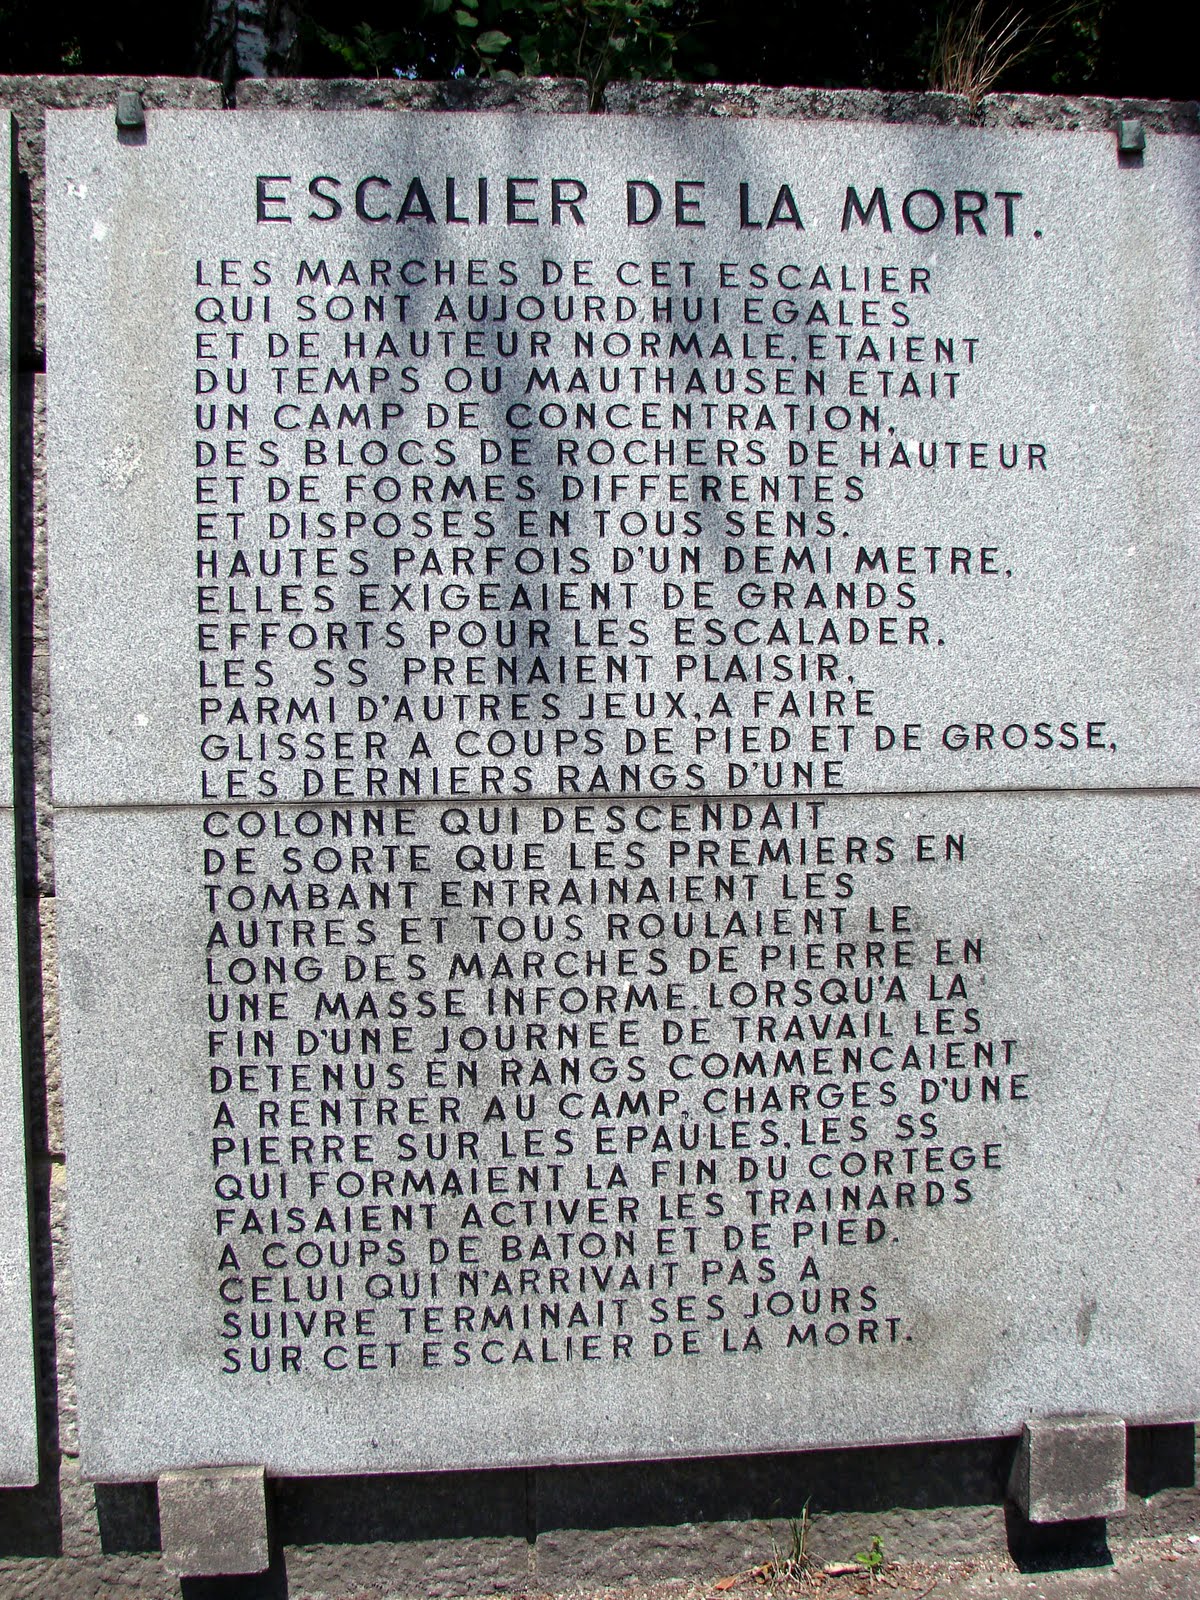 ESCALIER DE LA MORT.
LES MARCHES DE CET ESCALIER
QUI SONT AUJOURD'HUI EGALES
ET DE HAUTEUR NORMALE, ETAIENT
DU TEMPS OU MAUTHAUSEN ETAIT
UN CAMP DE CONCENTRATION,
DES BLOCS DE ROCHERS DE HAUTEUR
ET DE FORMES DIFFERENTES
ET DISPOSES EN TOUS SENS.
HAUTES PARFOIS D'UN DEMI METRE,
ELLES EXIGEAIENT DE GRANDS
EFFORTS POUR LES ESCALADER.
LES SS PRENAIENT PLAISIR,
PARMI D'AUTRES JEUX, A FAIRE
GLISSER A COUPS DE PIED ET DE GROSSE,
LES DERNIERS RANGS D'UNE
COLONNE QUI DESCENDAIT
DE SORTE QUE LES PREMIERS EN
TOMBANT ENTRAINAIENT LES
AUTRES ET TOUS ROULAIENT LE
LONG DES MARCHES DE PIERRE EN
UNE MASSE INFORME. LORSQU'A LA
FIN D'UNE JOURNEE DE TRAVAIL LES
DETENUS EN RANGS COMMENCAIENT
A RENTRER AU CAMP, CHARGES D'UNE
PIERRE SUR LES EPAULES, LES SS
QUI FORMAIENT LA FIN DU CORTEGE
FAISAIENT ACTIVER LES TRAINARDS
A COUPS DE BATON ET DE PIED.
CELUI QUI N'ARRIVAIT PAS A
SUIVRE TERMINAIT SES JOURS
SUR CET ESCALIER DE LA MORT.